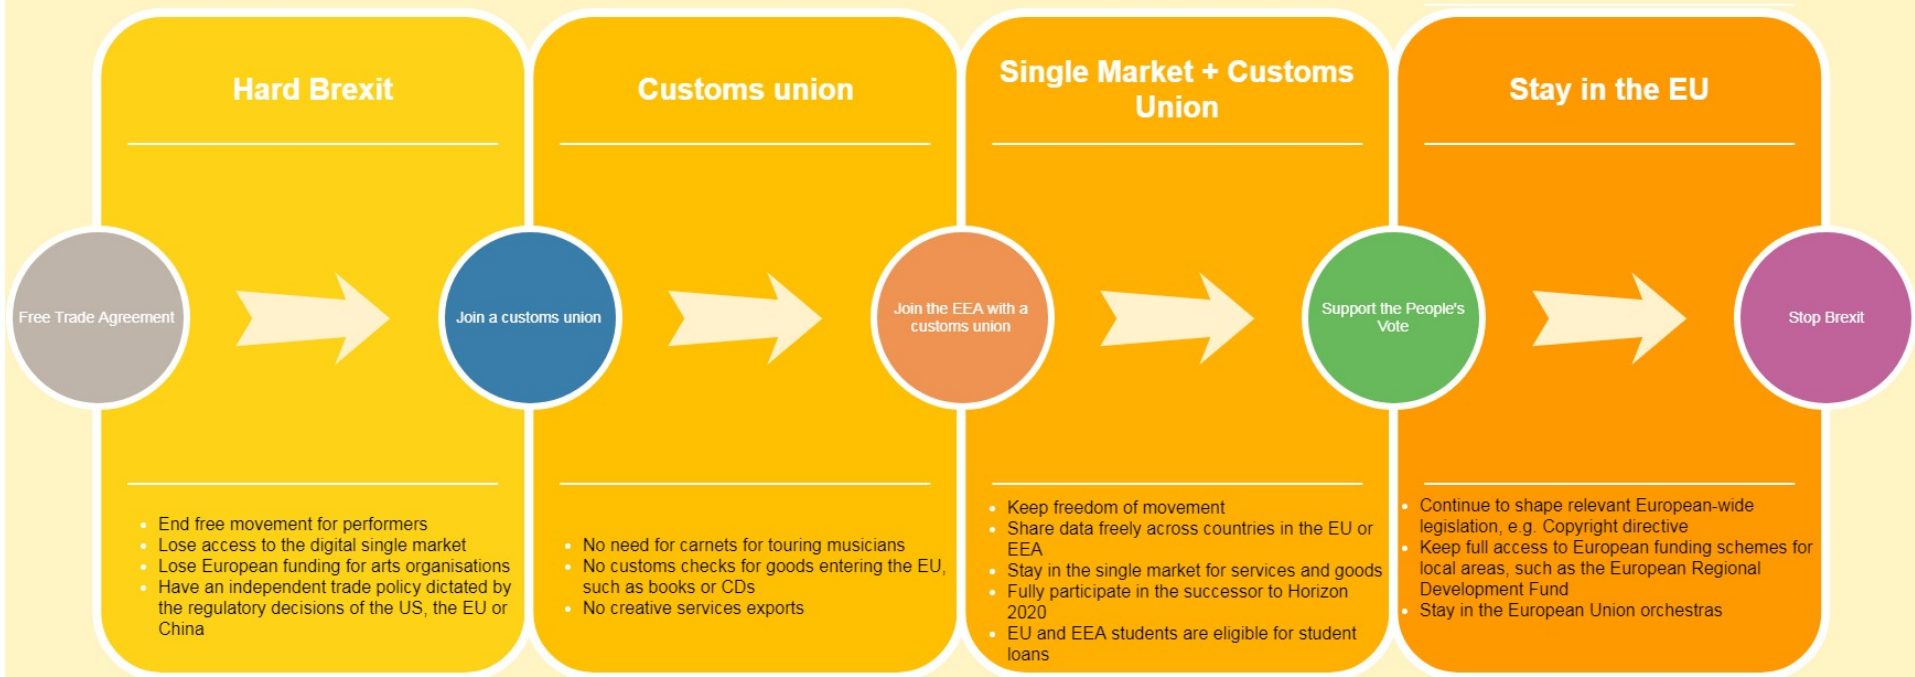 Hard Brexit
Customs union
Single Market + Customs
Union
Stay in the EU
Free Trade Agreement
Join a customs union
Join the EEA with a
customs union
Support the People's
Vote
Stop Brexit
End free movement for performers
Lose access to the digital single market
Lose European funding for arts organisations
Have an independent trade policy dictated by
the regulatory decisions of the US, the EU or
China
No need for carnets for touring musicians
No customs checks for goods entering the EU,
such as books or CDs
No creative services exports
Keep freedom of movement
Share data freely across countries in the EU or
EEA
Stay in the single market for services and goods
Fully participate in the successor to Horizon
2020
EU and EEA students are eligible for student
loans
Continue to shape relevant European-wide
legislation, e.g. Copyright directive
Keep full access to European funding schemes for
local areas, such as the European Regional
Development Fund
Stay in the European Union orchestras